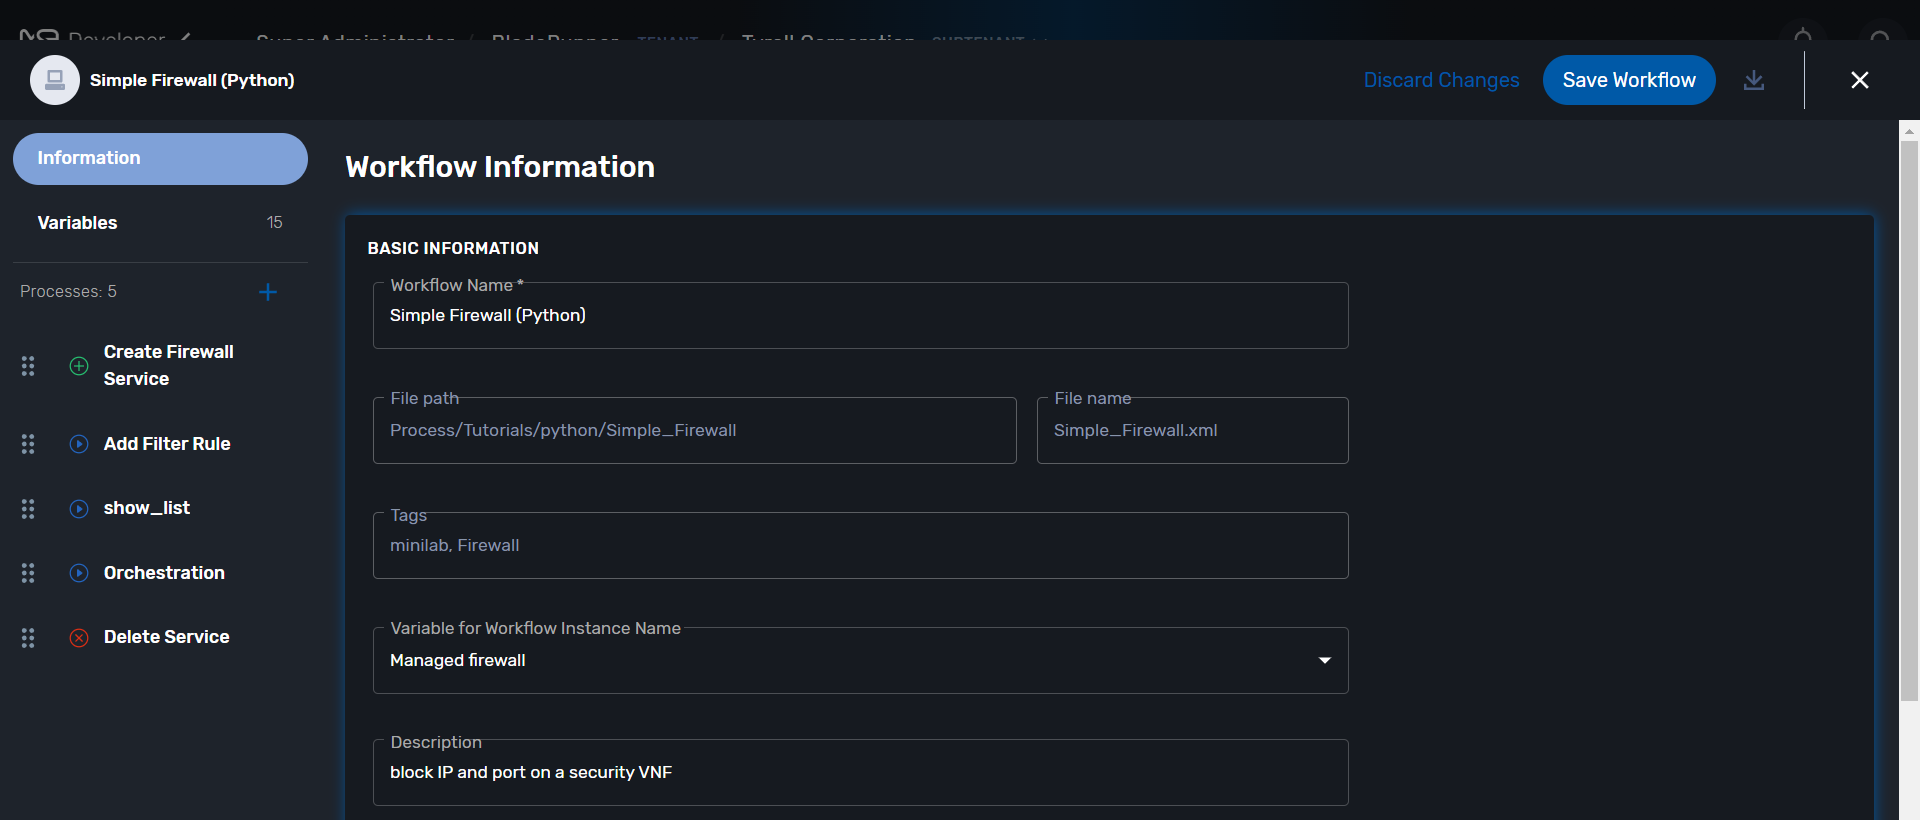 Developer
Super Administrator / BladeRunner TENANT / Tyrell Corporation SUBTENANT
Simple Firewall (Python)
Discard Changes
Save Workflow
Information
Variables 15
Processes: 5
Create Firewall
Service
Add Filter Rule
show_list
Orchestration
Delete Service
Workflow Information
BASIC INFORMATION
Workflow Name *
Simple Firewall (Python)
File path
Process/Tutorials/python/Simple_Firewall
File name
Simple_Firewall.xml
Tags
minilab, Firewall
Variable for Workflow Instance Name
Managed firewall
Description
block IP and port on a security VNF